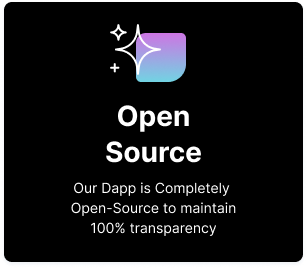 Open
Source
Our Dapp is Completely
Open-Source to maintain
100% transparency